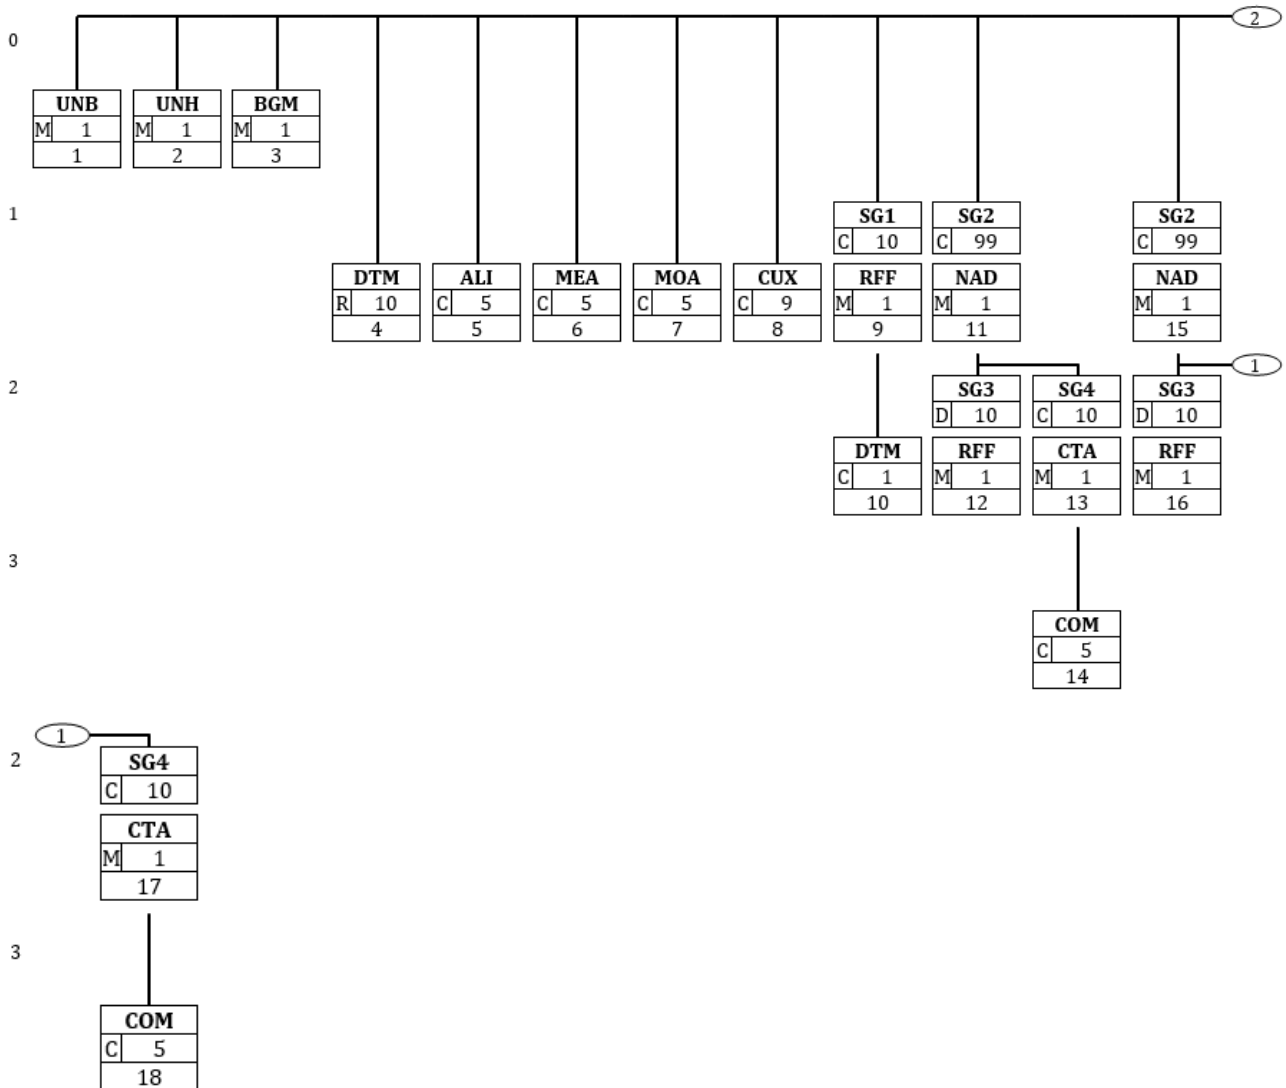 2
0
UNB UNH BGM
M 1 M 1 M 1
1 2 3
1
SG1 SG2 SG2
C 10 C 99 C 99
DTM ALI MEA MOA CUX RFF NAD NAD
R 10 C 5 C 5 C 5 C 9 M 1 M 1 M 1
4 5 6 7 8 9 11 15
1
2
SG3 SG4 SG3
D 10 C 10 D 10
DTM RFF CTA RFF
C 1 M 1 M 1 M 1
10 12 13 16
3
COM
C 5
14
1
2
SG4
C 10
CTA
M 1
17
3
COM
C 5
18